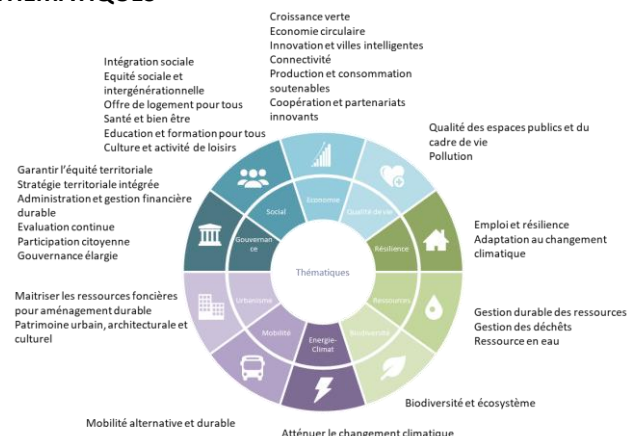 THEMATIQUES
Croissance verte
Economie circulaire
Innovation et villes intelligentes
Connectivité
Production et consommation
soutenables
Coopération et partenariats
innovants
Intégration sociale
Equité sociale et
intergénérationnelle
Offre de logement pour tous
Santé et bien être
Education et formation pour tous
Culture et activité de loisirs
Qualité des espaces publics et du
cadre de vie
Pollution
Garantir l'équité territoriale
Stratégie territoriale intégrée
Administration et gestion financière
durable
Evaluation continue
Participation citoyenne
Gouvernance élargie
Emploi et résilience
Adaptation au changement
climatique
Maitriser les ressources foncières
pour aménagement durable
Patrimoine urbain, architecturale et
culturel
Gestion durable des ressources
Gestion des déchêts
Ressource en eau
Biodiversité et écosystème
Mobilité alternative et durable
Atténuer le changement climatique
Economie
Qualité de vie
Résilience
Ressources
Biodiversité
Energie-
Climat
Mobilité
Urbanisme
Gouvernan
ce
Social
Thématiques